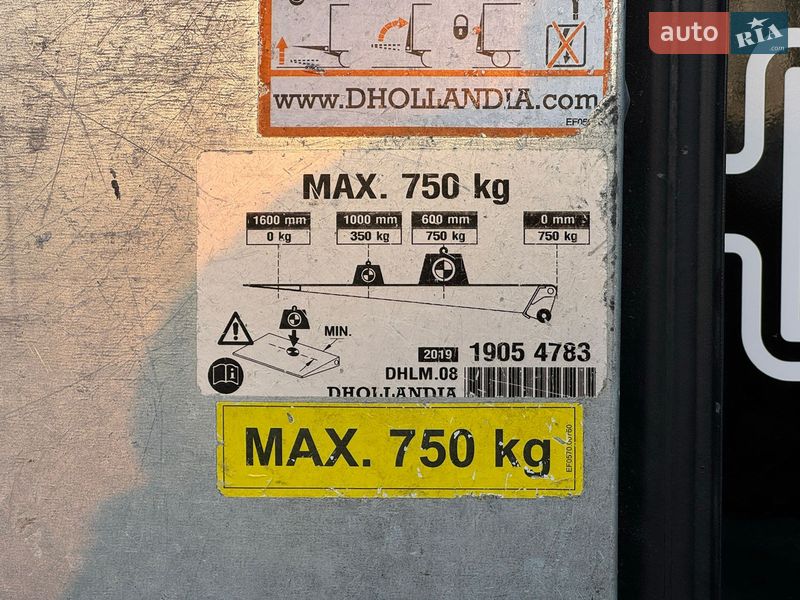 auto RIA .com
www.DHOLLANDIA.com
MAX. 750 kg
1600 mm 1000 mm 600 mm 0 mm
0 kg 350 kg 750 kg 750 kg
MIN.
2019 1905 4783
DHLM.08
DHOLLANDIA
MAX. 750 kg